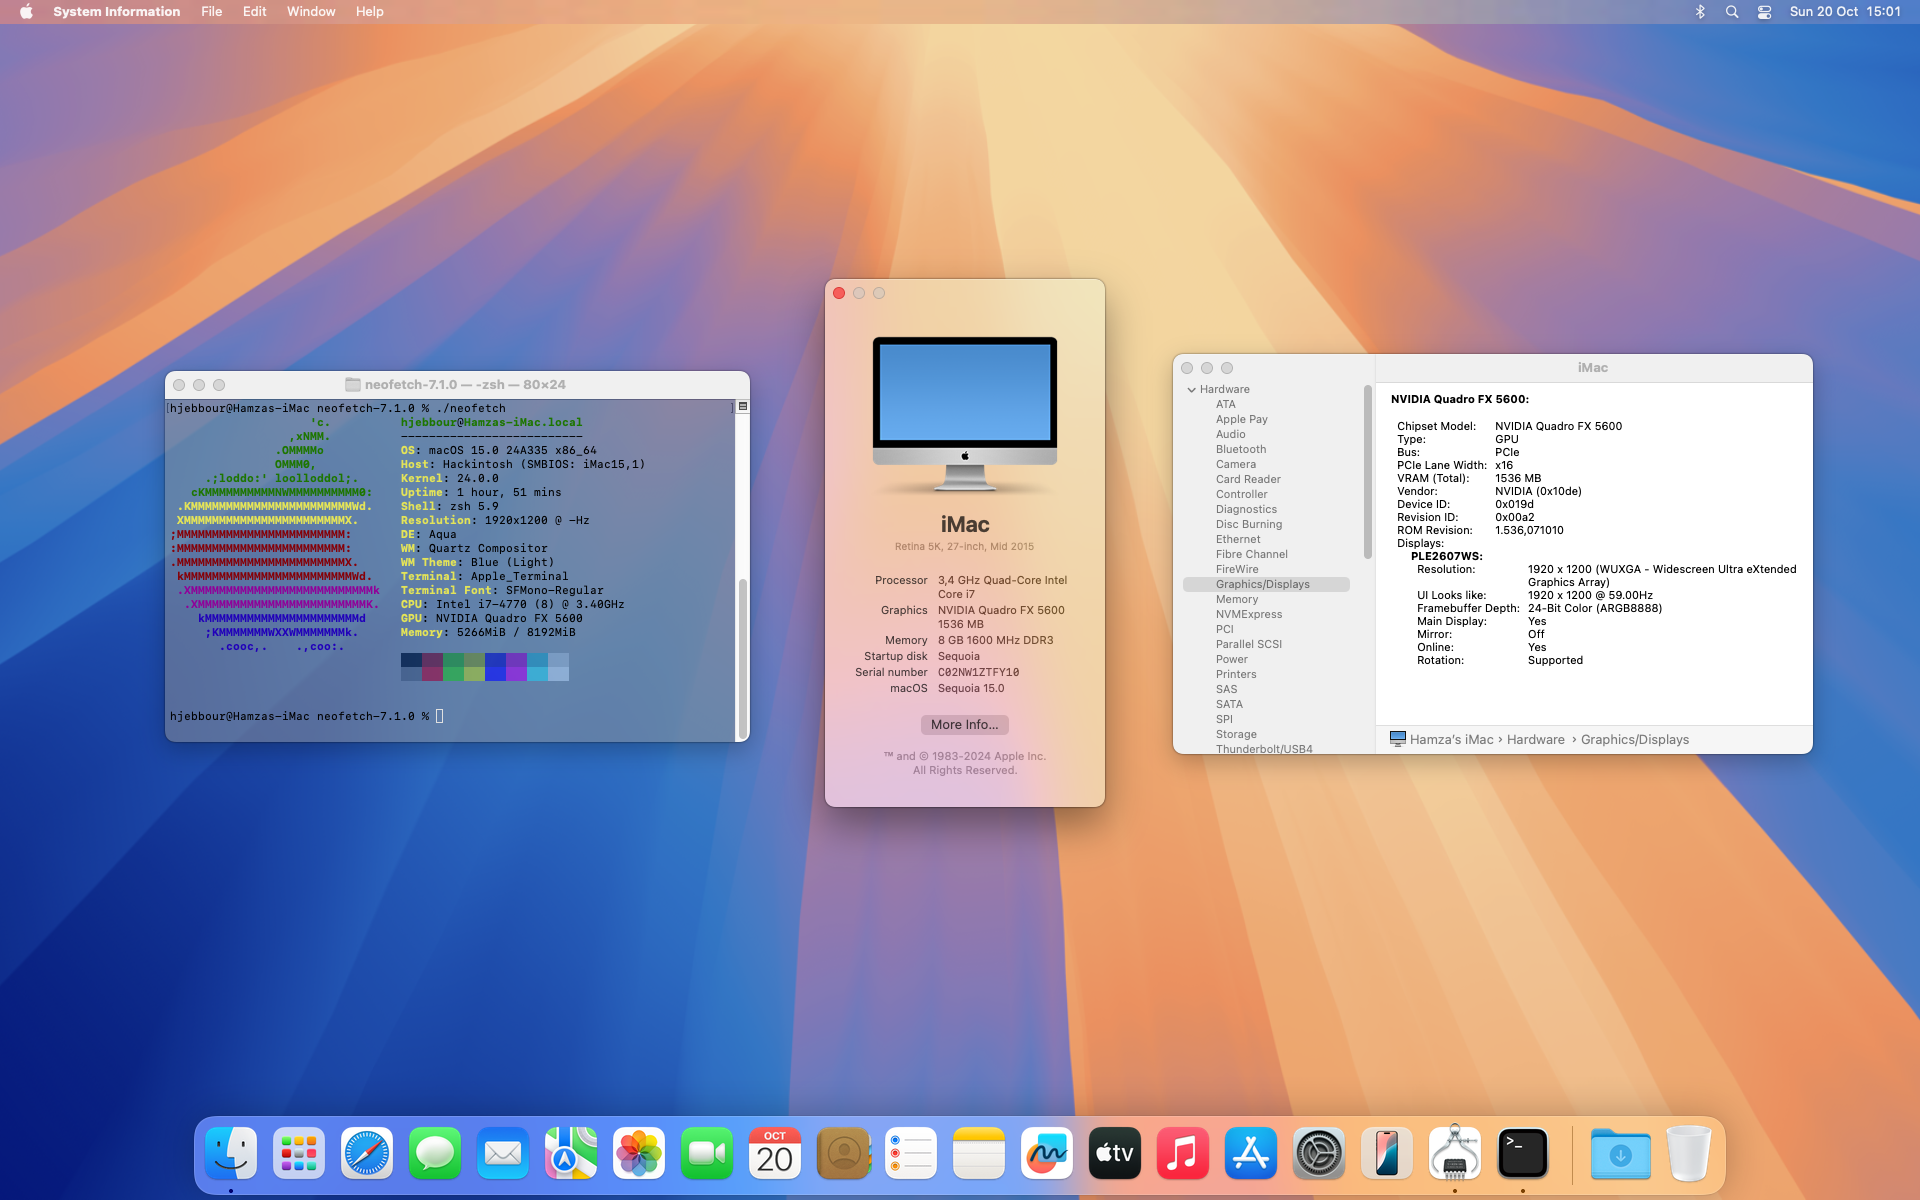 System Information File Edit Window Help
Sun 20 Oct 15:01
neofetch-7.1.0 — -zsh — 80×24
[hjebbour@Hamzas-iMac neofetch-7.1.0 % ./neofetch ]
'c. hjebbour@Hamzas-iMac.local
,xNMM. --------------------------
.OMMMMo OS: macOS 15.0 24A335 x86_64
OMMM0, Host: Hackintosh (SMBIOS: iMac15,1)
.;loddo:' loolloddol;. Kernel: 24.0.0
cKMMMMMMMMMMNWMMMMMMMMMM0: Uptime: 1 hour, 51 mins
.KMMMMMMMMMMMMMMMMMMMMMMMWd. Shell: zsh 5.9
XMMMMMMMMMMMMMMMMMMMMMMMX. Resolution: 1920x1200 @ -Hz
;MMMMMMMMMMMMMMMMMMMMMMMM: DE: Aqua
:MMMMMMMMMMMMMMMMMMMMMMMM: WM: Quartz Compositor
.MMMMMMMMMMMMMMMMMMMMMMMMX. WM Theme: Blue (Light)
kMMMMMMMMMMMMMMMMMMMMMMMMWd. Terminal: Apple_Terminal
.XMMMMMMMMMMMMMMMMMMMMMMMMMMk Terminal Font: SFMono-Regular
.XMMMMMMMMMMMMMMMMMMMMMMMMK. CPU: Intel i7-4770 (8) @ 3.40GHz
kMMMMMMMMMMMMMMMMMMMMMMd GPU: NVIDIA Quadro FX 5600
;KMMMMMMMWXXWMMMMMMMk. Memory: 5266MiB / 8192MiB
.cooc,. .,coo:.
hjebbour@Hamzas-iMac neofetch-7.1.0 %
iMac
Retina 5K, 27-inch, Mid 2015
Processor 3,4 GHz Quad-Core Intel
Core i7
Graphics NVIDIA Quadro FX 5600
1536 MB
Memory 8 GB 1600 MHz DDR3
Startup disk Sequoia
Serial number C02NW1ZTFY10
macOS Sequoia 15.0
More Info...
™ and © 1983-2024 Apple Inc.
All Rights Reserved.
iMac
Hardware
ATA
Apple Pay
Audio
Bluetooth
Camera
Card Reader
Controller
Diagnostics
Disc Burning
Ethernet
Fibre Channel
FireWire
Graphics/Displays
Memory
NVMExpress
PCI
Parallel SCSI
Power
Printers
SAS
SATA
SPI
Storage
Thunderbolt/USB4
NVIDIA Quadro FX 5600:
Chipset Model: NVIDIA Quadro FX 5600
Type: GPU
Bus: PCIe
PCIe Lane Width: x16
VRAM (Total): 1536 MB
Vendor: NVIDIA (0x10de)
Device ID: 0x019d
Revision ID: 0x00a2
ROM Revision: 1.536,071010
Displays:
PLE2607WS:
Resolution: 1920 x 1200 (WUXGA - Widescreen Ultra eXtended
Graphics Array)
UI Looks like: 1920 x 1200 @ 59.00Hz
Framebuffer Depth: 24-Bit Color (ARGB8888)
Main Display: Yes
Mirror: Off
Online: Yes
Rotation: Supported
Hamza's iMac › Hardware › Graphics/Displays
OCT
20
tv
>_